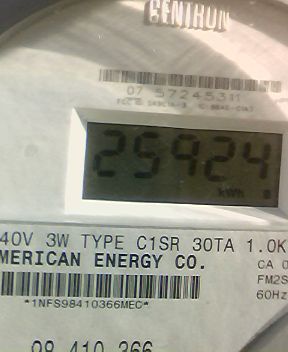 CENTRON
07 57245311
25924
kWh
40V 3W TYPE C1SR 30TA 1.0K
MERICAN ENERGY CO.
CA 0
FM2S
60Hz
*1NFS98410366MEC*
98 410 366